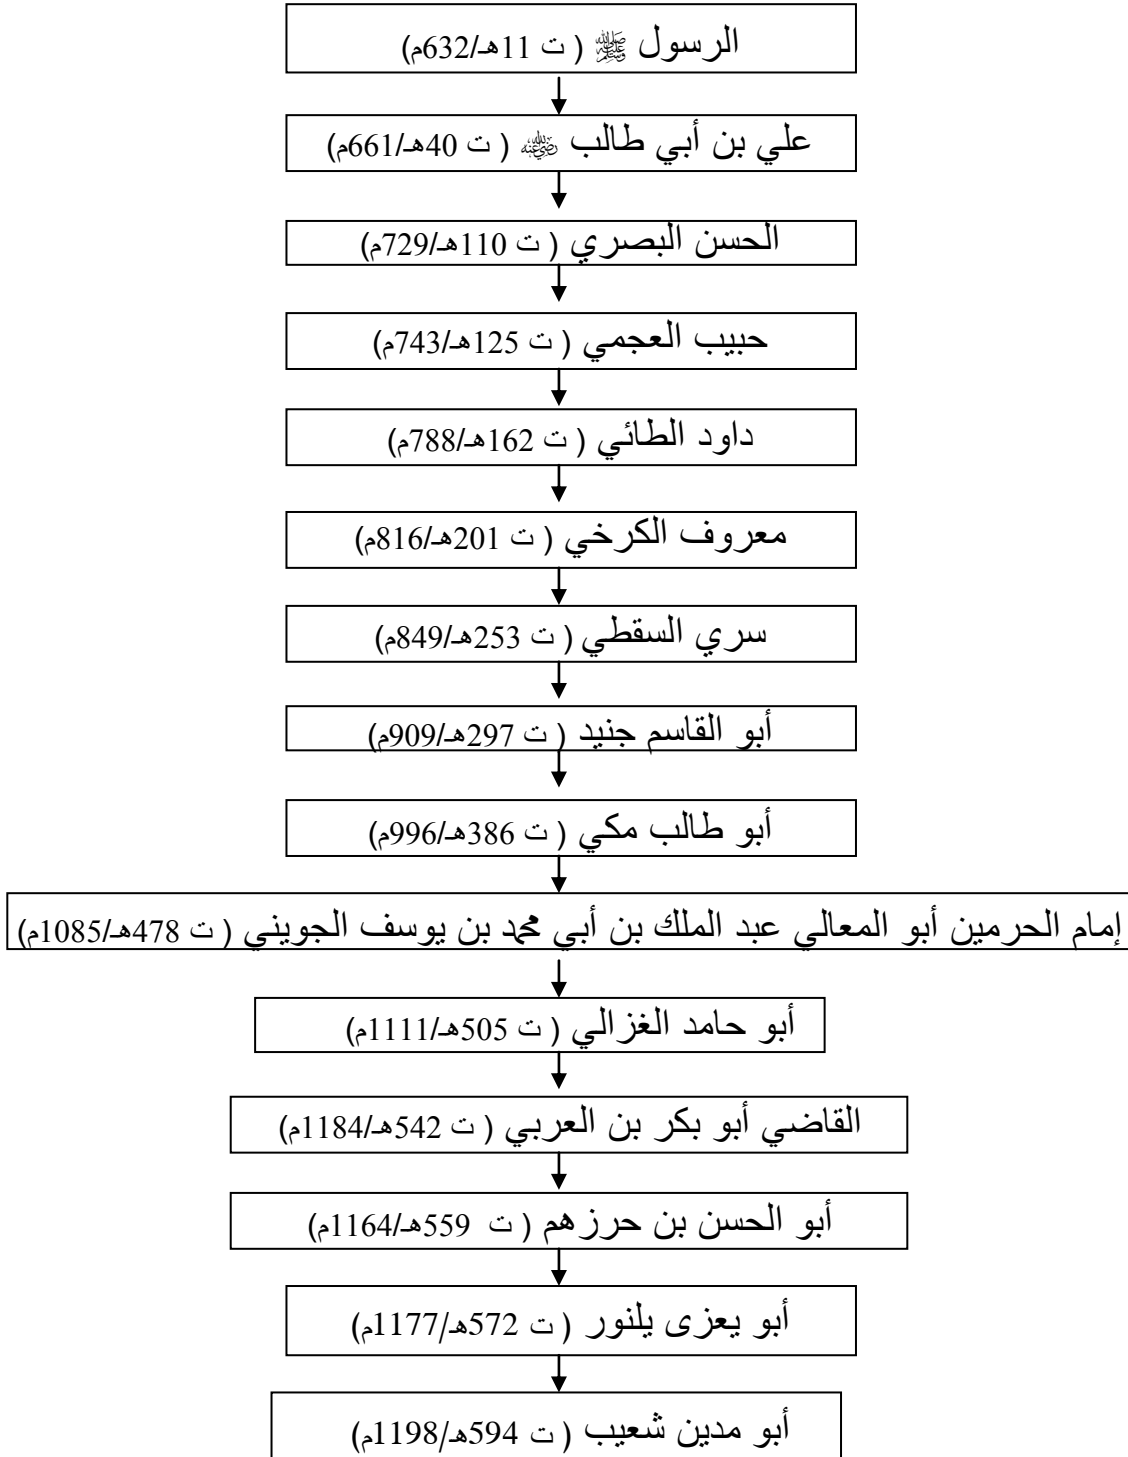 الرسول ﷺ ( ت 11هـ/632م)
علي بن أبي طالب رضي الله عنه ( ت 40هـ/661م)
الحسن البصري ( ت 110هـ/729م)
حبيب العجمي ( ت 125هـ/743م)
داود الطائي ( ت 162هـ/788م)
معروف الكرخي ( ت 201هـ/816م)
سري السقطي ( ت 253هـ/849م)
أبو القاسم جنيد ( ت 297هـ/909م)
أبو طالب مكي ( ت 386هـ/996م)
إمام الحرمين أبو المعالي عبد الملك بن أبي محمد بن يوسف الجويني ( ت 478هـ/1085م)
أبو حامد الغزالي ( ت 505هـ/1111م)
القاضي أبو بكر بن العربي ( ت 542هـ/1184م)
أبو الحسن بن حرزهم ( ت 559هـ/1164م)
أبو يعزى يلنور ( ت 572هـ/1177م)
أبو مدين شعيب ( ت 594هـ/1198م)